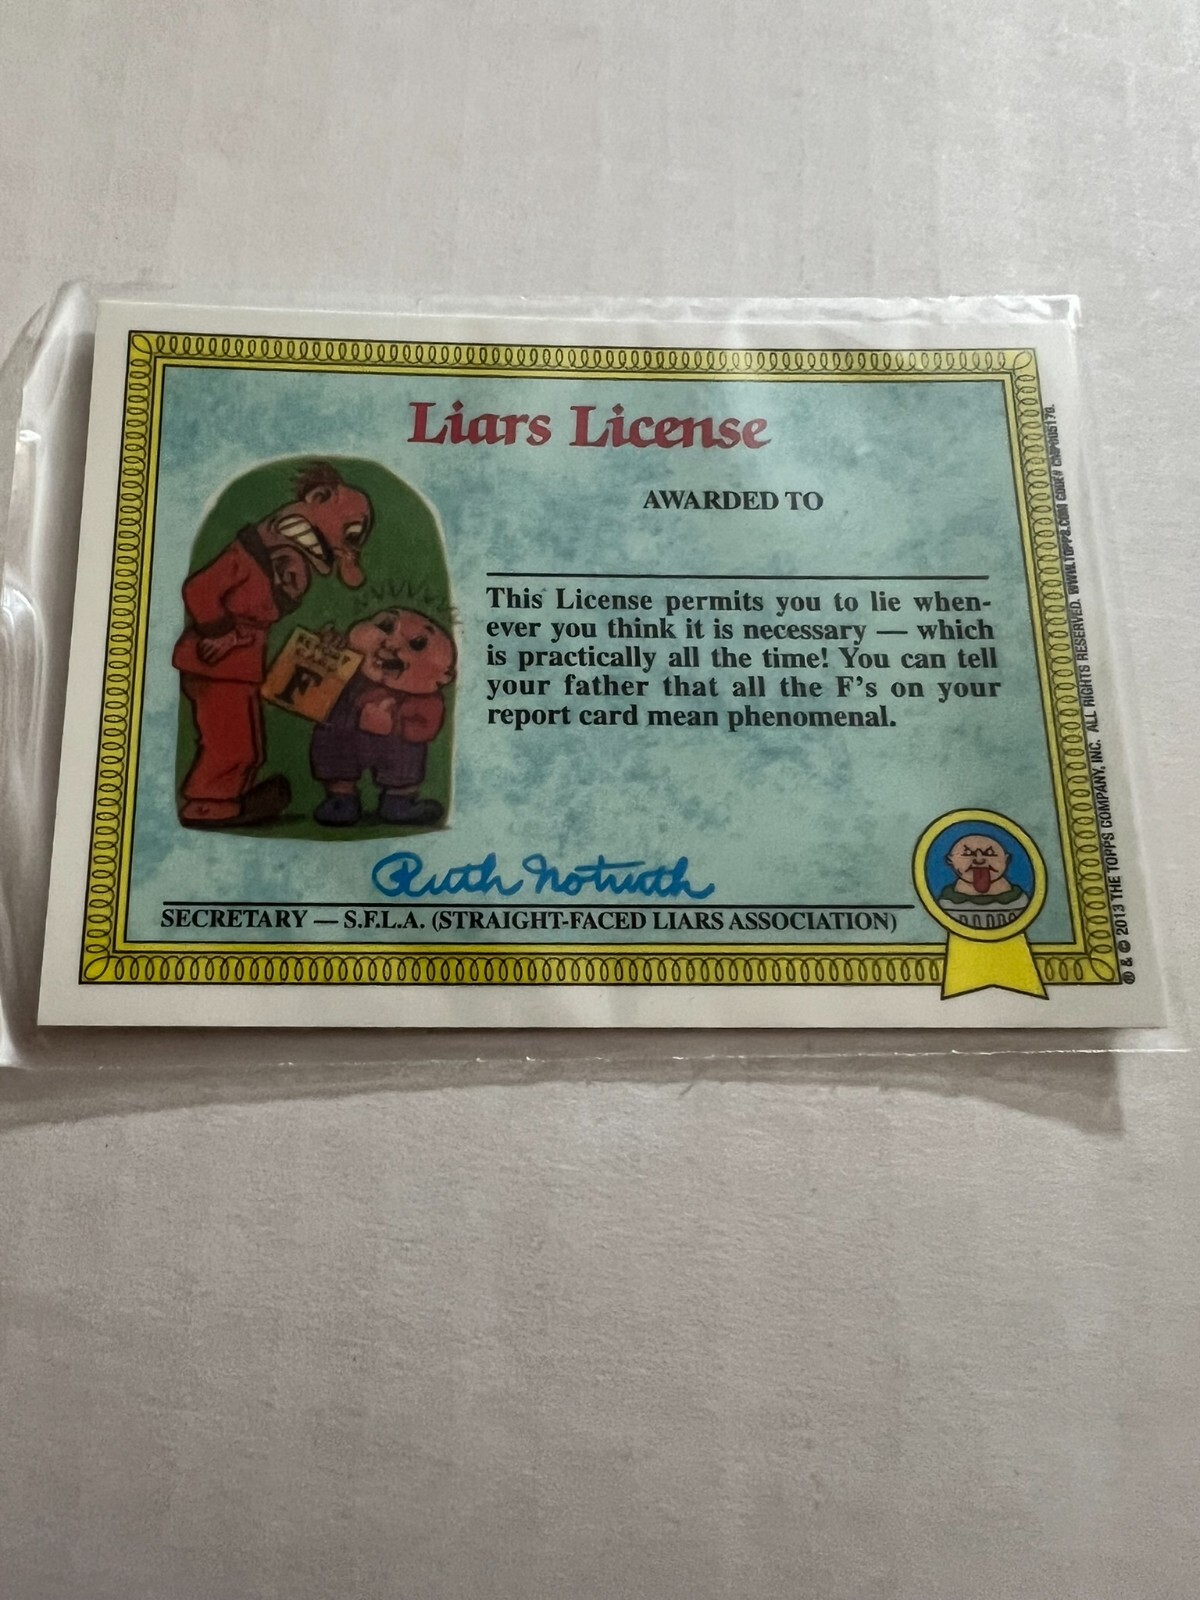 Liars License
AWARDED TO
This License permits you to lie when-
ever you think it is necessary — which
is practically all the time! You can tell
your father that all the F's on your
report card mean phenomenal.
F
Ruth Notruth
SECRETARY — S.F.L.A. (STRAIGHT-FACED LIARS ASSOCIATION)
® & © 2013 THE TOPPS COMPANY, INC. ALL RIGHTS RESERVED. WWW.TOPPS.COM CODE#